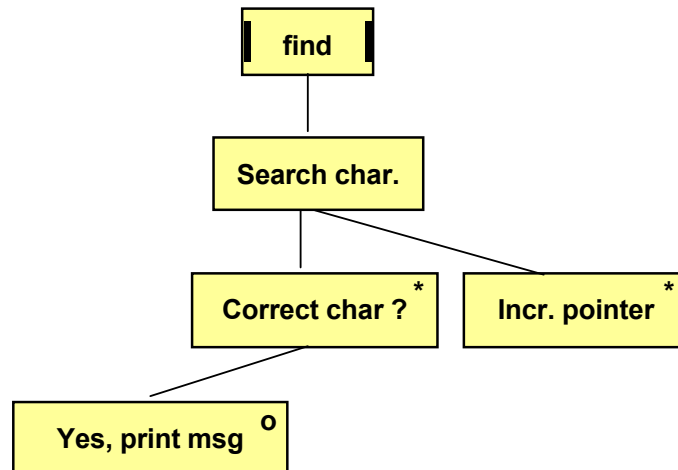 find
Search char.
Correct char ? *
Incr. pointer *
Yes, print msg o